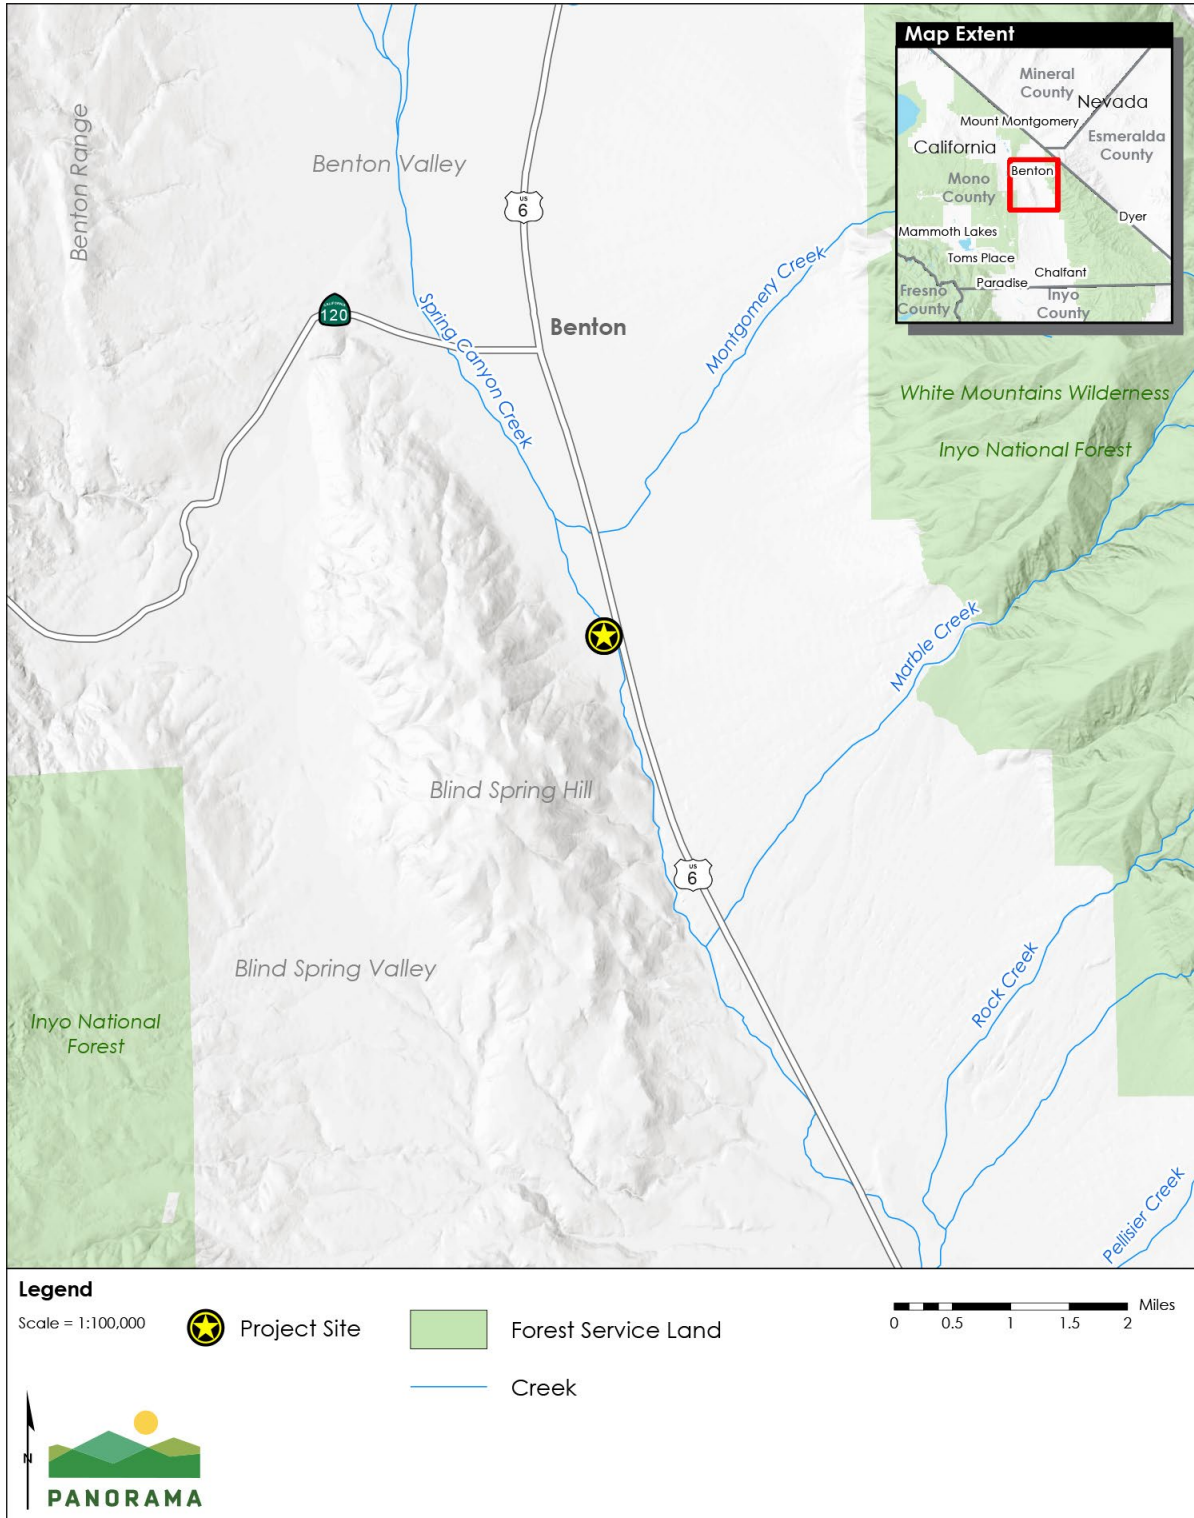 Map Extent
Mineral
County
Nevada
Mount Montgomery
Esmeralda
County
California
Benton
Mono
County
Dyer
Mammoth Lakes
Toms Place
Chalfant
Paradise
Fresno
County
Inyo
County
Benton Range
Benton Valley
US
6
Montgomery Creek
CALIFORNIA
120
Spring Canyon Creek
Benton
White Mountains Wilderness
Inyo National Forest
Marble Creek
Blind Spring Hill
US
6
Blind Spring Valley
Rock Creek
Inyo National
Forest
Pellisier Creek
Legend
Scale = 1:100,000
Project Site
Forest Service Land
Creek
Miles
0 0.5 1 1.5 2
N
PANORAMA